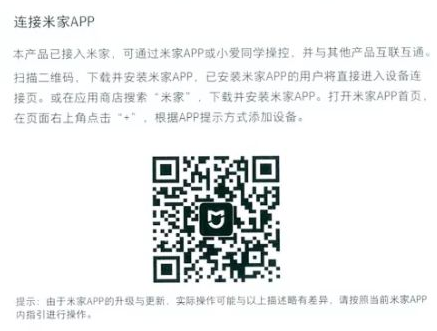 连接米家APP
本产品已接入米家，可通过米家APP或小爱同学操控，并与其他产品互联互通。
扫描二维码，下载并安装米家APP，已安装米家APP的用户将直接进入设备连
接页。或在应用商店搜索“米家”，下载并安装米家APP。打开米家APP首页，
在页面右上角点击“+”，根据APP提示方式添加设备。
提示：由于米家APP的升级与更新，实际操作可能与以上描述略有差异，请按照当前米家APP
内指引进行操作。